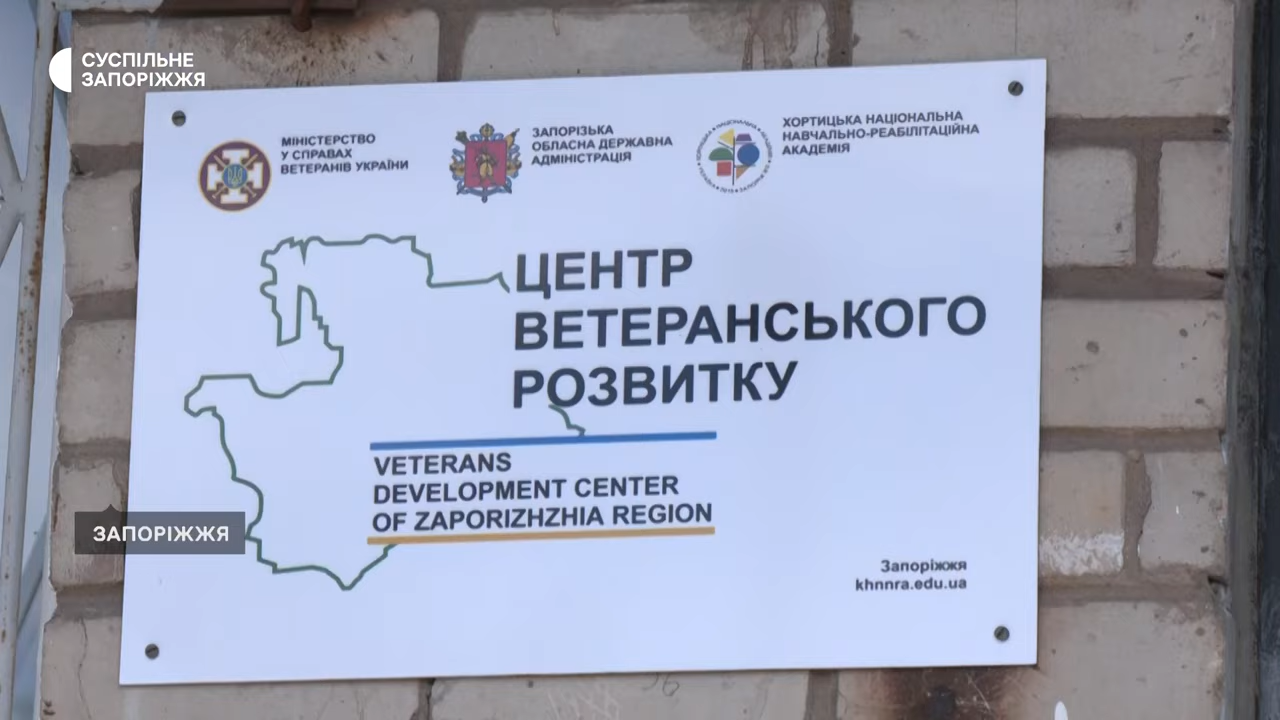 СУСПІЛЬНЕ
ЗАПОРІЖЖЯ
МІНІСТЕРСТВО
У СПРАВАХ
ВЕТЕРАНІВ УКРАЇНИ
ЗАПОРІЗЬКА
ОБЛАСНА ДЕРЖАВНА
АДМІНІСТРАЦІЯ
ХОРТИЦЬКА НАЦІОНАЛЬНА
НАВЧАЛЬНО-РЕАБІЛІТАЦІЙНА
АКАДЕМІЯ
ЦЕНТР
ВЕТЕРАНСЬКОГО
РОЗВИТКУ
VETERANS
DEVELOPMENT CENTER
OF ZAPORIZHZHIA REGION
ЗАПОРІЖЖЯ
Запоріжжя
khnnra.edu.ua